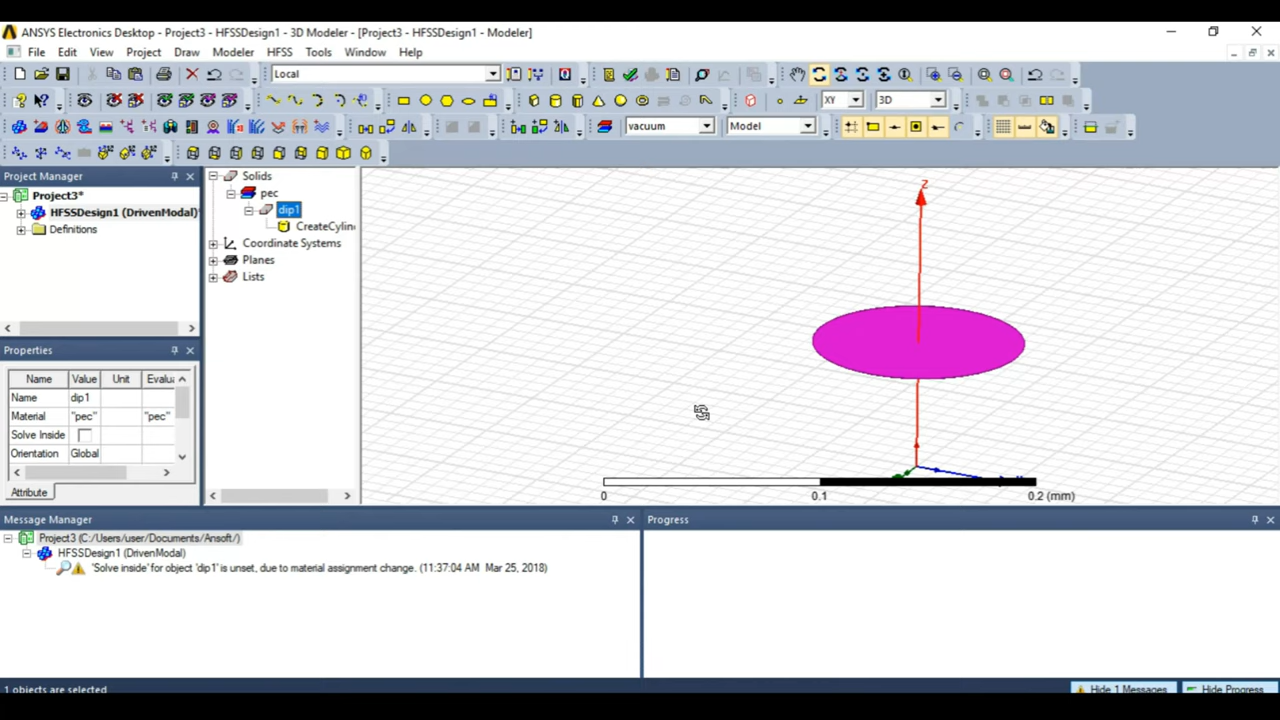 ANSYS Electronics Desktop - Project3 - HFSSDesign1 - 3D Modeler - [Project3 - HFSSDesign1 - Modeler]
File Edit View Project Draw Modeler HFSS Tools Window Help
Local
XY 3D
vacuum Model
Project Manager
Project3*
HFSSDesign1 (DrivenModal)
Definitions
Solids
pec
dip1
CreateCylin
Coordinate Systems
Planes
Lists
Z
0 0.1 0.2 (mm)
Properties
Name Value Unit Evalua
Name dip1
Material "pec" "pec"
Solve Inside
Orientation Global
Attribute
Message Manager
Project3 (C:/Users/user/Documents/Ansoft/)
HFSSDesign1 (DrivenModal)
'Solve inside' for object 'dip1' is unset, due to material assignment change. (11:37:04 AM Mar 25, 2018)
Progress
1 objects are selected
Hide 1 Messages Hide Progress